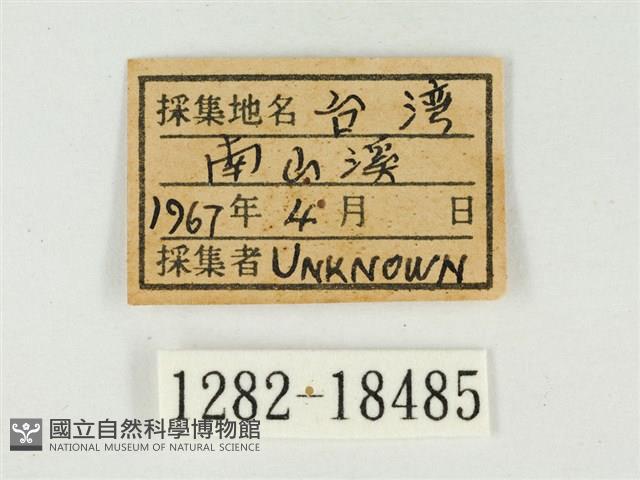 採集地名 台湾
南山溪
1967年 4月 日
採集者 UNKNOWN
1282-18485
國立自然科學博物館
NATIONAL MUSEUM OF NATURAL SCIENCE